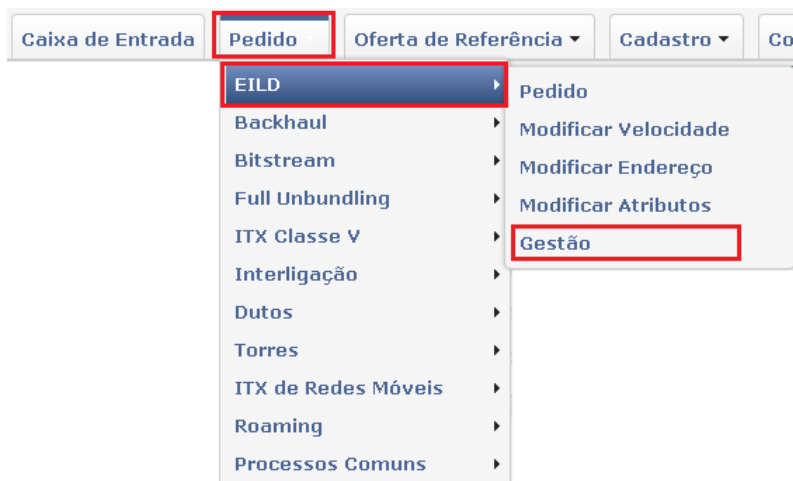 Caixa de Entrada Pedido Oferta de Referência Cadastro Co
EILD
Backhaul
Bitstream
Full Unbundling
ITX Classe V
Interligação
Dutos
Torres
ITX de Redes Móveis
Roaming
Processos Comuns
Pedido
Modificar Velocidade
Modificar Endereço
Modificar Atributos
Gestão